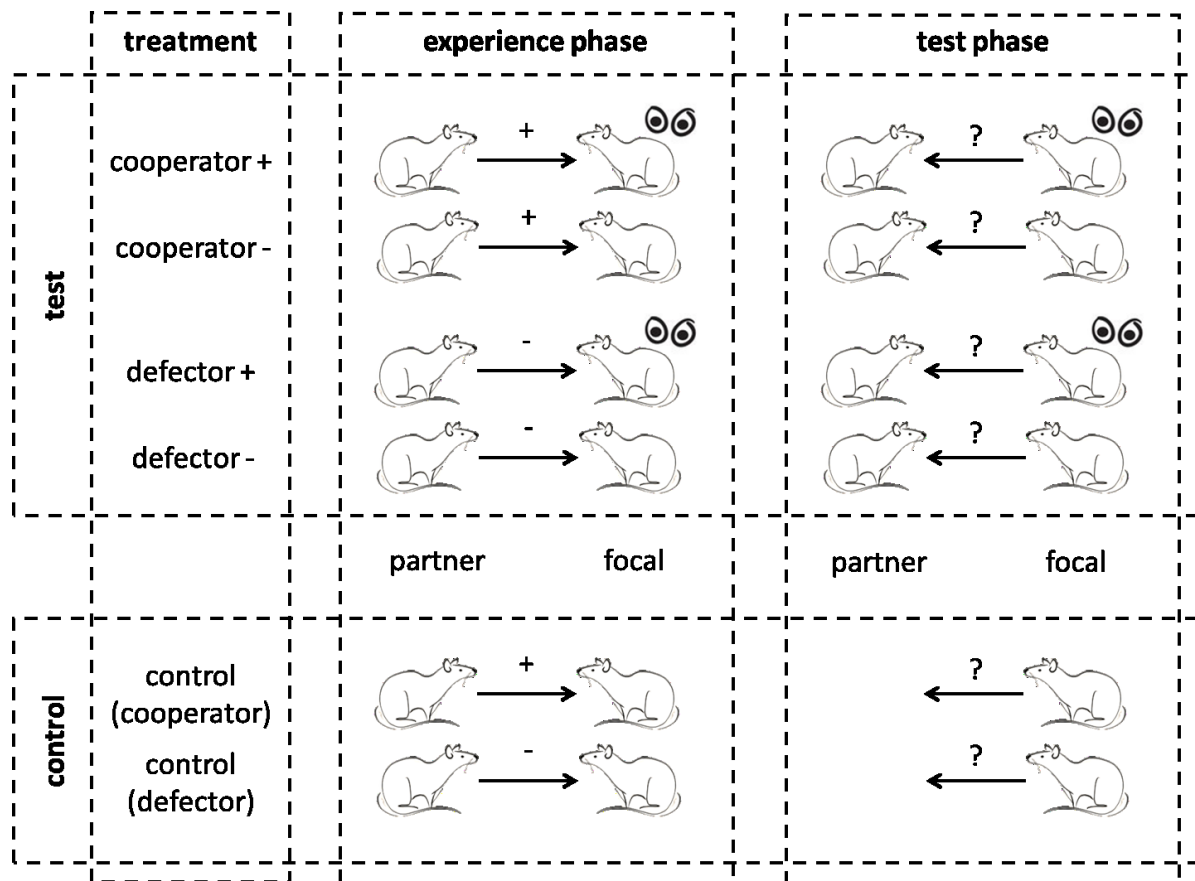 treatment experience phase test phase
test
cooperator + + ?
cooperator - + ?
defector + - ?
defector - - ?
partner focal partner focal
control
control
(cooperator) + ?
control
(defector) - ?